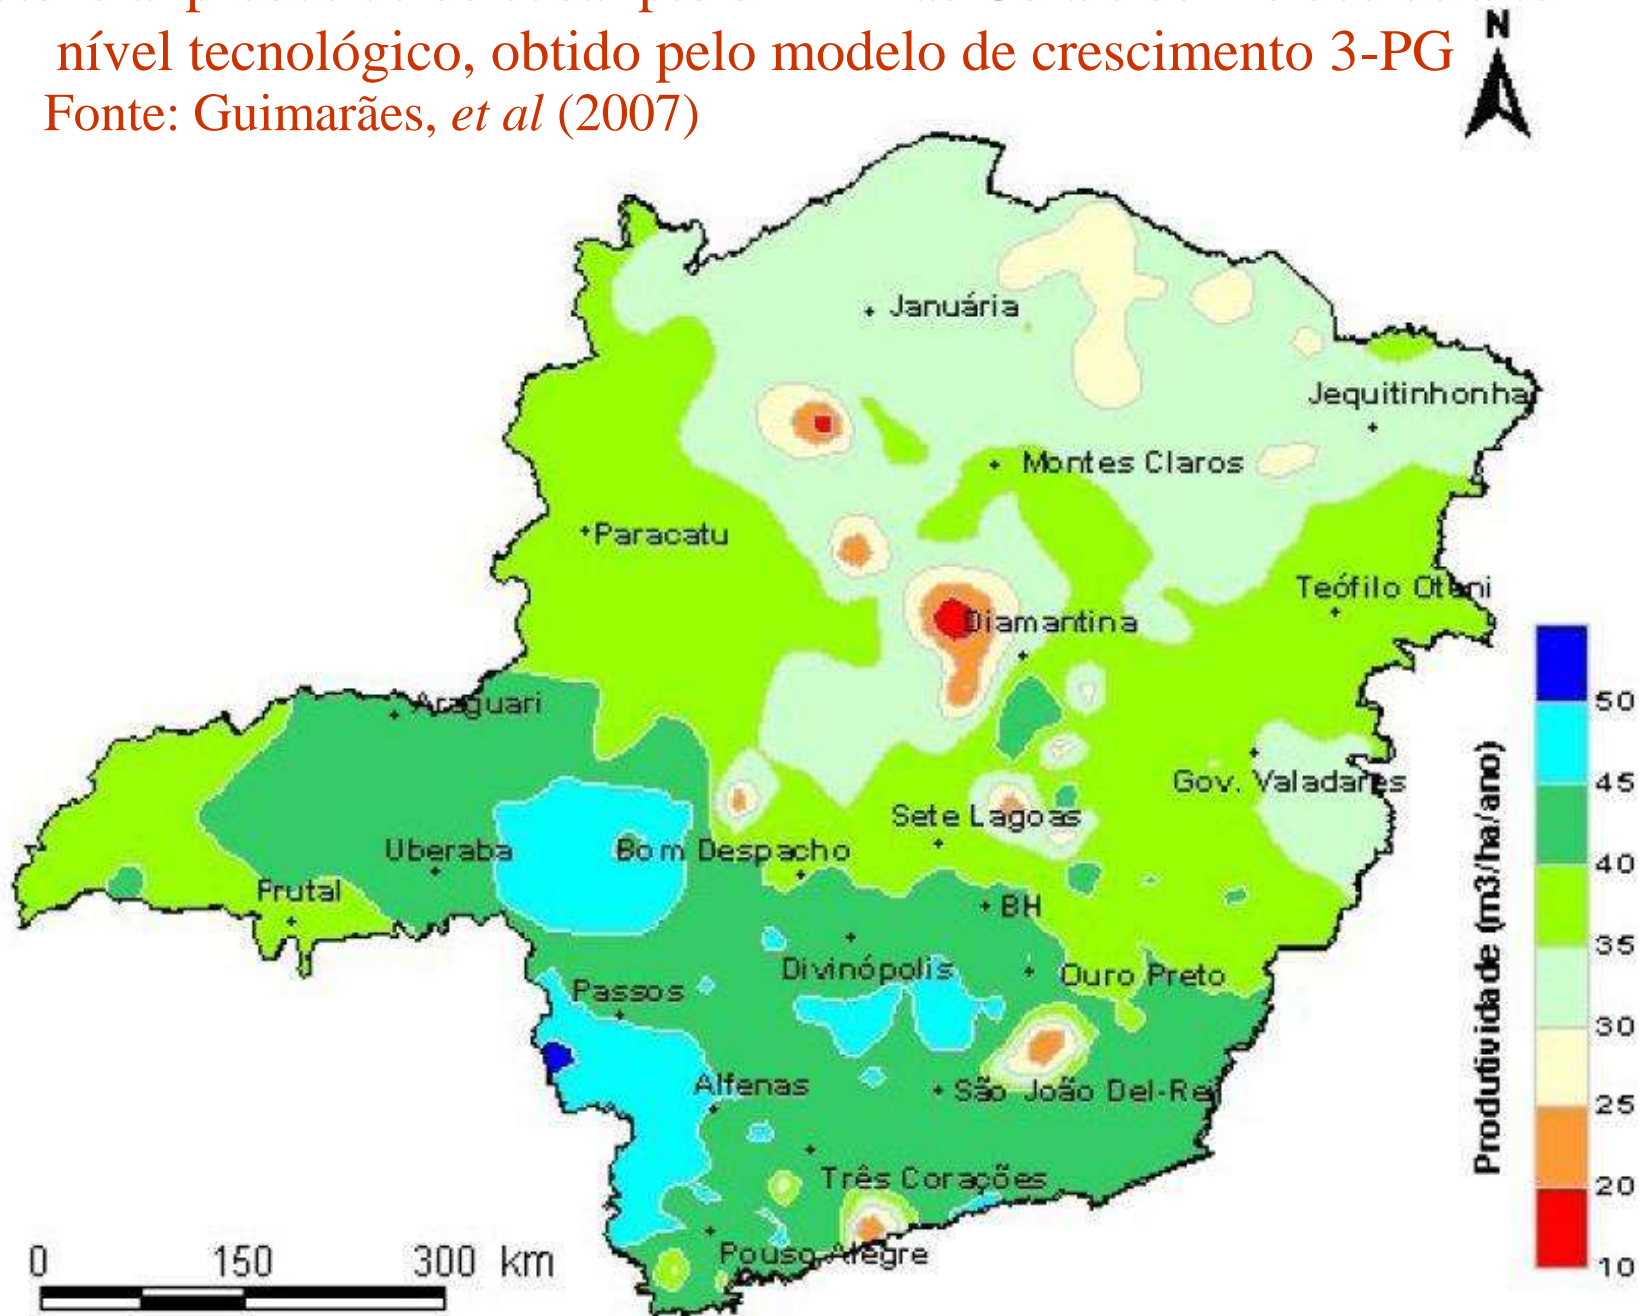 nível tecnológico, obtido pelo modelo de crescimento 3-PG
Fonte: Guimarães, et al (2007)
N
Januária
Jequitinhonha
Montes Claros
Paracatu
Teófilo Otoni
Diamantina
Araguari
Gov. Valadares
Sete Lagoas
Uberaba
Bom Despacho
Frutal
BH
Divinópolis
Ouro Preto
Passos
Alfenas
São João Del-Rei
Três Corações
Pouso Alegre
0 150 300 km
Produtividade (m3/ha/ano)
50
45
40
35
30
25
20
10